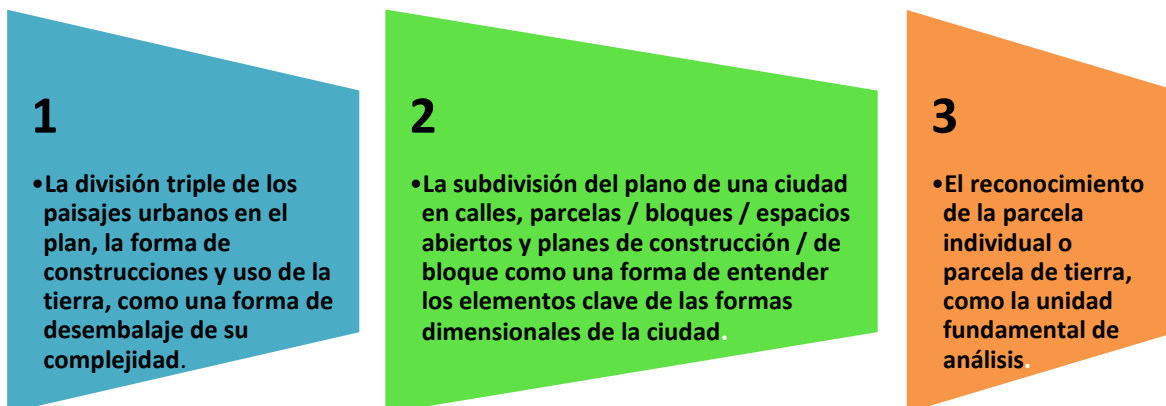 1
•La división triple de los
paisajes urbanos en el
plan, la forma de
construcciones y uso de la
tierra, como una forma de
desembalaje de su
complejidad.
2
•La subdivisión del plano de una ciudad
en calles, parcelas / bloques / espacios
abiertos y planes de construcción / de
bloque como una forma de entender
los elementos clave de las formas
dimensionales de la ciudad.
3
•El reconocimiento
de la parcela
individual o
parcela de tierra,
como la unidad
fundamental de
análisis.